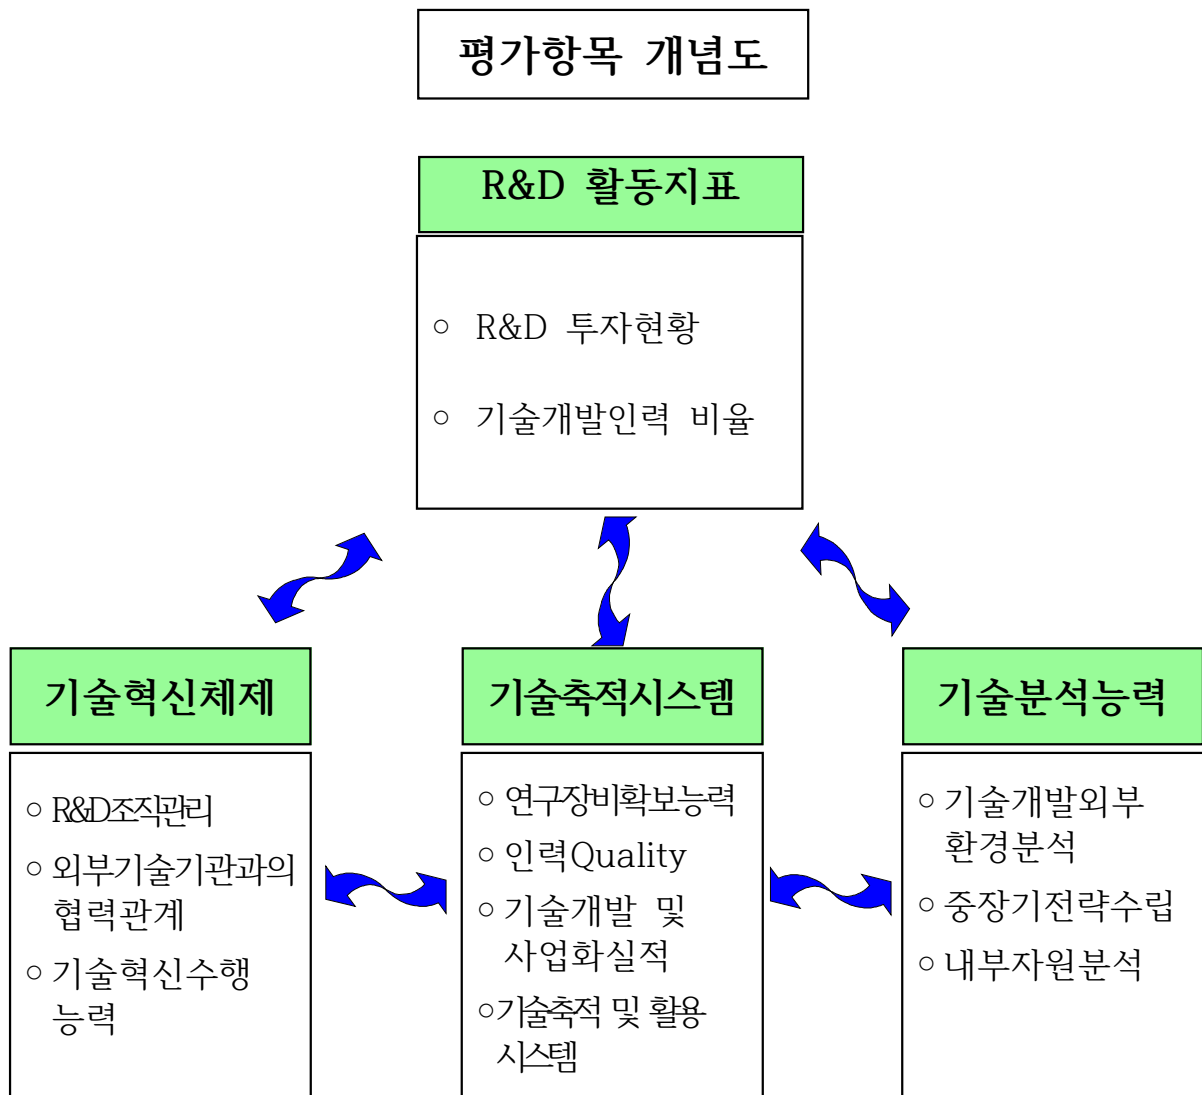 평가항목 개념도
R&D 활동지표
○ R&D 투자현황
○ 기술개발인력 비율
기술혁신체제
○ R&D조직관리
○ 외부기술기관과의
협력관계
○ 기술혁신수행
능력
기술축적시스템
○ 연구장비확보능력
○ 인력Quality
○ 기술개발 및
사업화실적
○기술축적 및 활용
시스템
기술분석능력
○ 기술개발외부
환경분석
○ 중장기전략수립
○ 내부자원분석